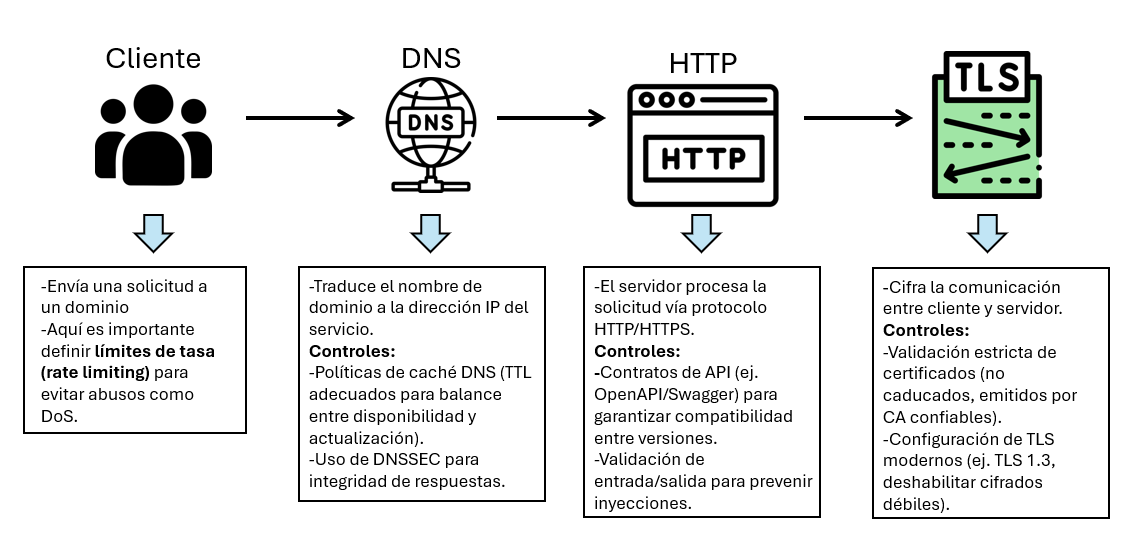 Cliente
DNS
HTTP
TLS
DNS
HTTP
-Envía una solicitud a
un dominio
-Aquí es importante
definir límites de tasa
(rate limiting) para
evitar abusos como
DoS.
-Traduce el nombre de
dominio a la dirección IP del
servicio.
Controles:
-Políticas de caché DNS (TTL
adecuados para balance
entre disponibilidad y
actualización).
-Uso de DNSSEC para
integridad de respuestas.
-El servidor procesa la
solicitud vía protocolo
HTTP/HTTPS.
Controles:
-Contratos de API (ej.
OpenAPI/Swagger) para
garantizar compatibilidad
entre versiones.
-Validación de
entrada/salida para prevenir
inyecciones.
-Cifra la comunicación
entre cliente y servidor.
Controles:
-Validación estricta de
certificados (no
caducados, emitidos por
CA confiables).
-Configuración de TLS
modernos (ej. TLS 1.3,
deshabilitar cifrados
débiles).